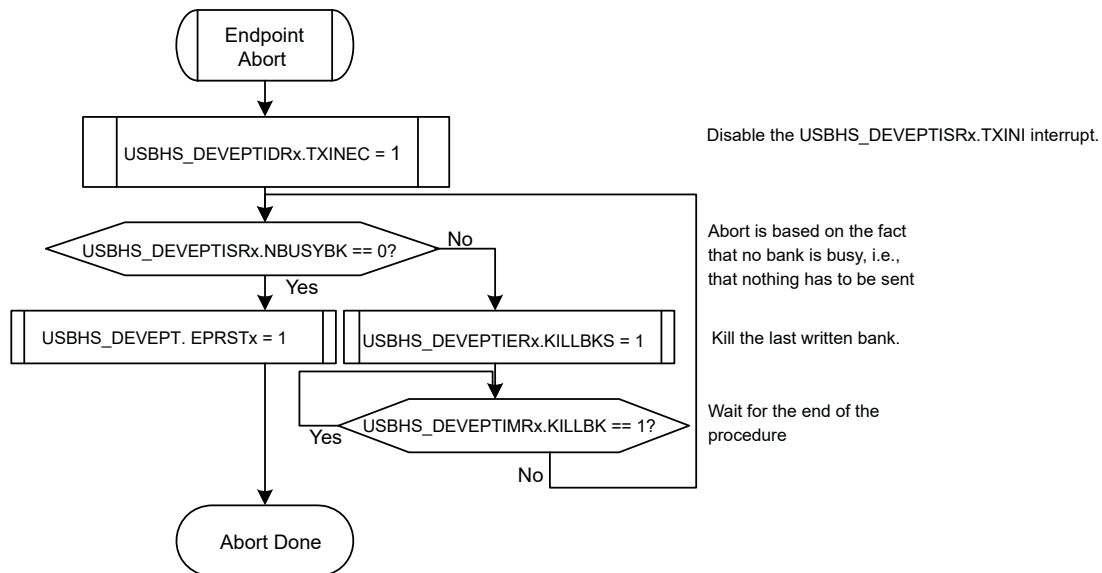 Endpoint
Abort
USBHS_DEVEPTIDRx.TXINEC = 1
Disable the USBHS_DEVEPTISRx.TXINI interrupt.
USBHS_DEVEPTISRx.NBUSYBK == 0?
No
Yes
Abort is based on the fact
that no bank is busy, i.e.,
that nothing has to be sent
USBHS_DEVEPT. EPRSTx = 1
USBHS_DEVEPTIERx.KILLBKS = 1
Kill the last written bank.
USBHS_DEVEPTIMRx.KILLBK == 1?
Yes
No
Wait for the end of the
procedure
Abort Done